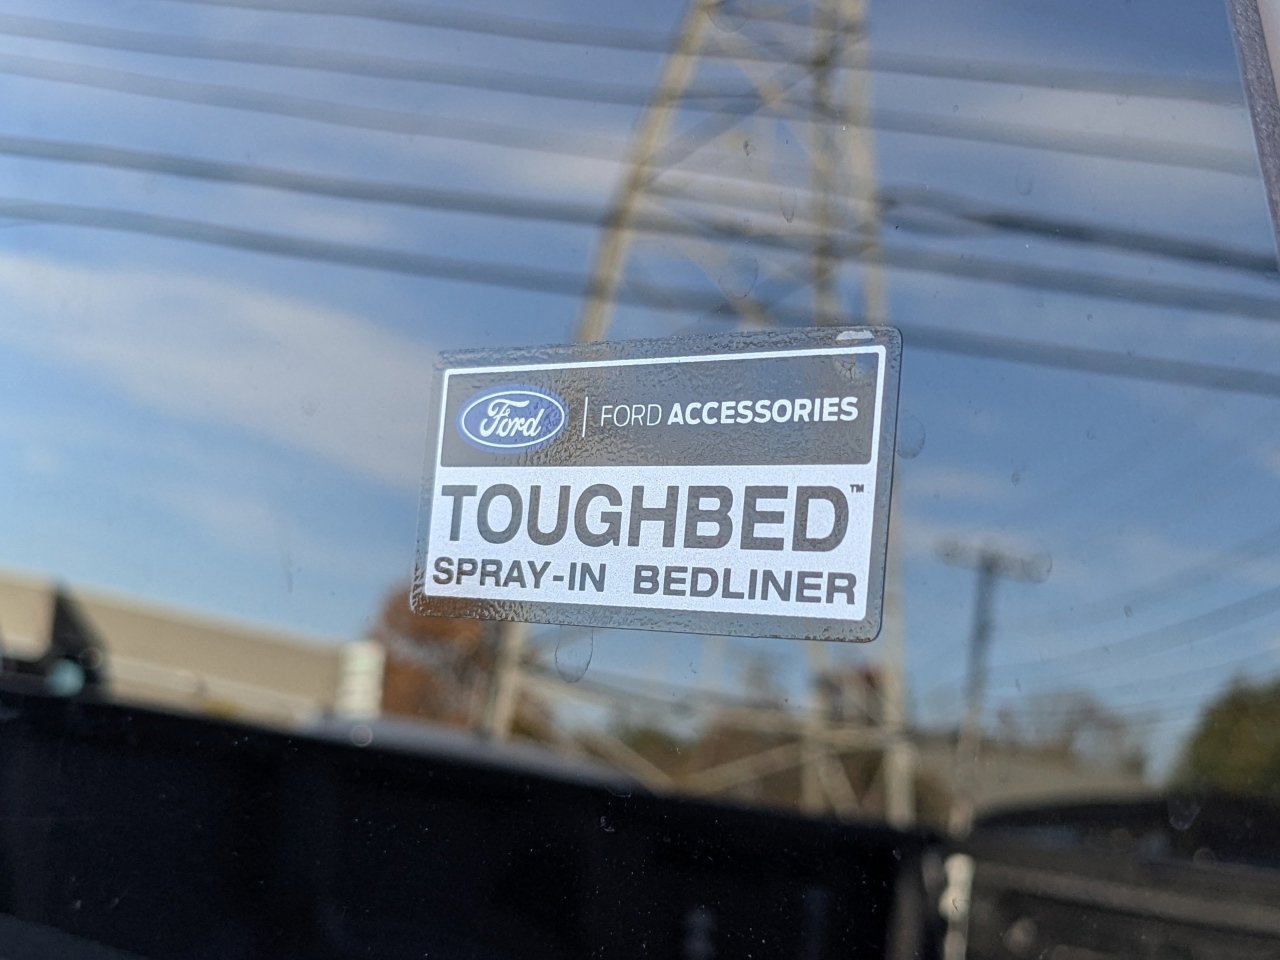 Ford | FORD ACCESSORIES
TOUGHBED™
SPRAY-IN BEDLINER